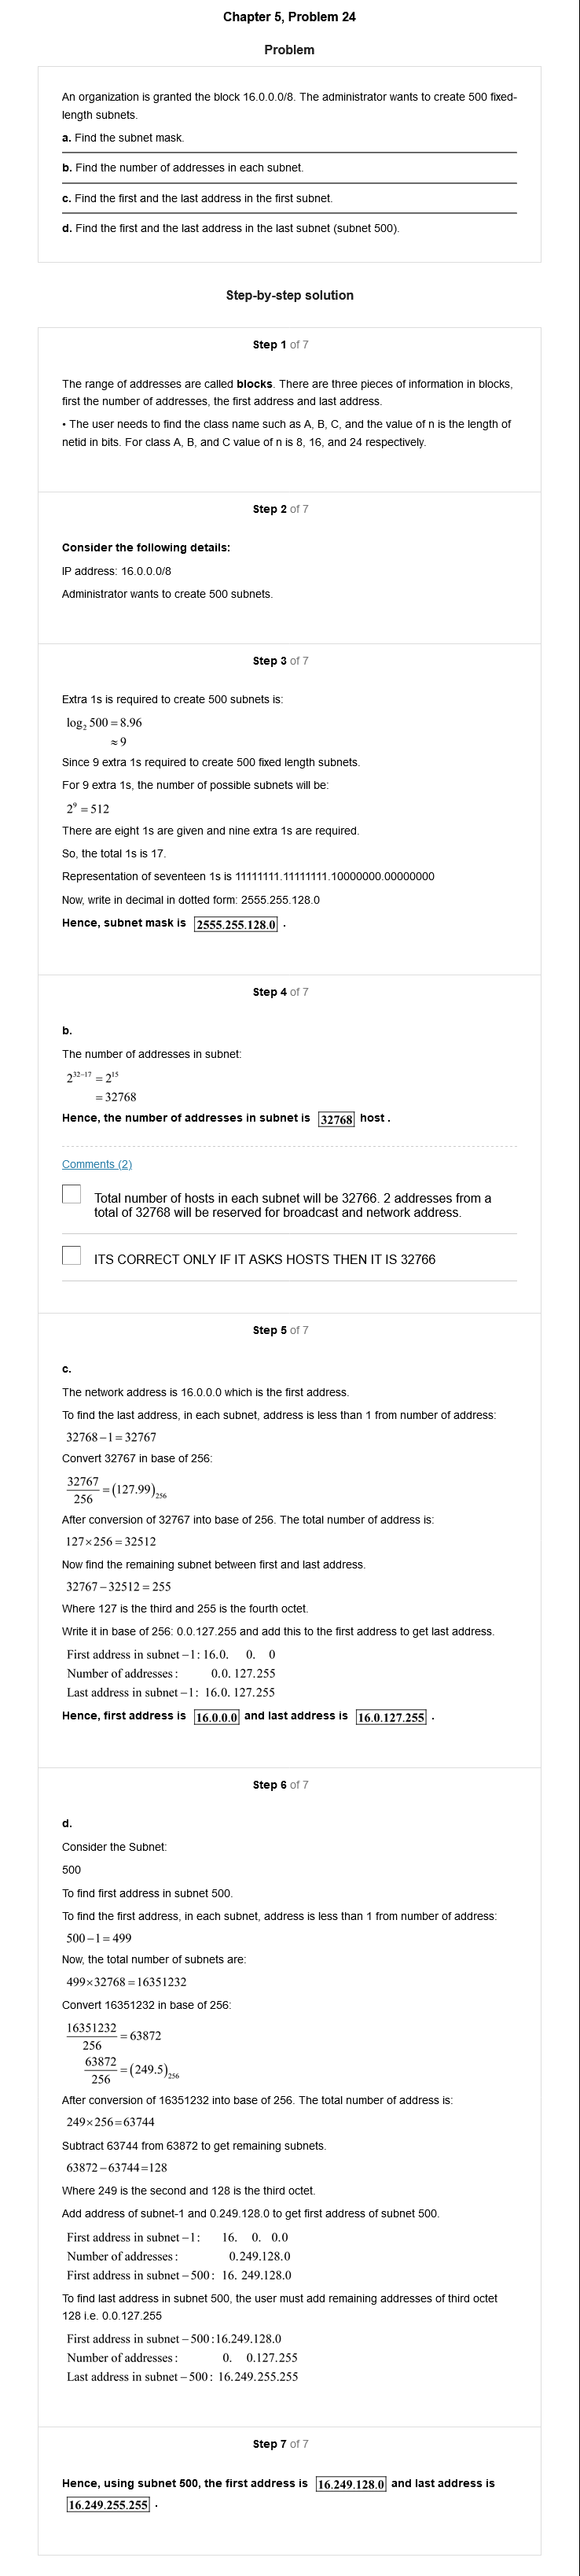 Chapter 5, Problem 24
Problem
An organization is granted the block 16.0.0.0/8. The administrator wants to create 500 fixed-
length subnets.
a. Find the subnet mask.
b. Find the number of addresses in each subnet.
c. Find the first and the last address in the first subnet.
d. Find the first and the last address in the last subnet (subnet 500).
Step-by-step solution
Step 1 of 7
The range of addresses are called blocks. There are three pieces of information in blocks,
first the number of addresses, the first address and last address.
• The user needs to find the class name such as A, B, C, and the value of n is the length of
netid in bits. For class A, B, and C value of n is 8, 16, and 24 respectively.
Step 2 of 7
Consider the following details:
IP address: 16.0.0.0/8
Administrator wants to create 500 subnets.
Step 3 of 7
Extra 1s is required to create 500 subnets is:
log₂ 500 = 8.96
≈ 9
Since 9 extra 1s required to create 500 fixed length subnets.
For 9 extra 1s, the number of possible subnets will be:
2⁹ = 512
There are eight 1s are given and nine extra 1s are required.
So, the total 1s is 17.
Representation of seventeen 1s is 11111111.11111111.10000000.00000000
Now, write in decimal in dotted form: 2555.255.128.0
Hence, subnet mask is 2555.255.128.0 .
Step 4 of 7
b.
The number of addresses in subnet:
2³²⁻¹⁷ = 2¹⁵
= 32768
Hence, the number of addresses in subnet is 32768 host .
Comments (2)
Total number of hosts in each subnet will be 32766. 2 addresses from a
total of 32768 will be reserved for broadcast and network address.
ITS CORRECT ONLY IF IT ASKS HOSTS THEN IT IS 32766
Step 5 of 7
c.
The network address is 16.0.0.0 which is the first address.
To find the last address, in each subnet, address is less than 1 from number of address:
32768 − 1 = 32767
Convert 32767 in base of 256:
32767/256 = (127.99)₂₅₆
After conversion of 32767 into base of 256. The total number of address is:
127×256 = 32512
Now find the remaining subnet between first and last address.
32767 − 32512 = 255
Where 127 is the third and 255 is the fourth octet.
Write it in base of 256: 0.0.127.255 and add this to the first address to get last address.
First address in subnet −1: 16.0. 0. 0
Number of addresses : 0.0. 127.255
Last address in subnet −1: 16.0. 127.255
Hence, first address is 16.0.0.0 and last address is 16.0.127.255 .
Step 6 of 7
d.
Consider the Subnet:
500
To find first address in subnet 500.
To find the first address, in each subnet, address is less than 1 from number of address:
500 − 1 = 499
Now, the total number of subnets are:
499×32768 = 16351232
Convert 16351232 in base of 256:
16351232/256 = 63872
63872/256 = (249.5)₂₅₆
After conversion of 16351232 into base of 256. The total number of address is:
249×256=63744
Subtract 63744 from 63872 to get remaining subnets.
63872−63744=128
Where 249 is the second and 128 is the third octet.
Add address of subnet-1 and 0.249.128.0 to get first address of subnet 500.
First address in subnet −1: 16. 0. 0.0
Number of addresses : 0.249.128.0
First address in subnet −500 : 16. 249.128.0
To find last address in subnet 500, the user must add remaining addresses of third octet
128 i.e. 0.0.127.255
First address in subnet −500 :16.249.128.0
Number of addresses : 0. 0.127.255
Last address in subnet −500 : 16.249.255.255
Step 7 of 7
Hence, using subnet 500, the first address is 16.249.128.0 and last address is
16.249.255.255 .